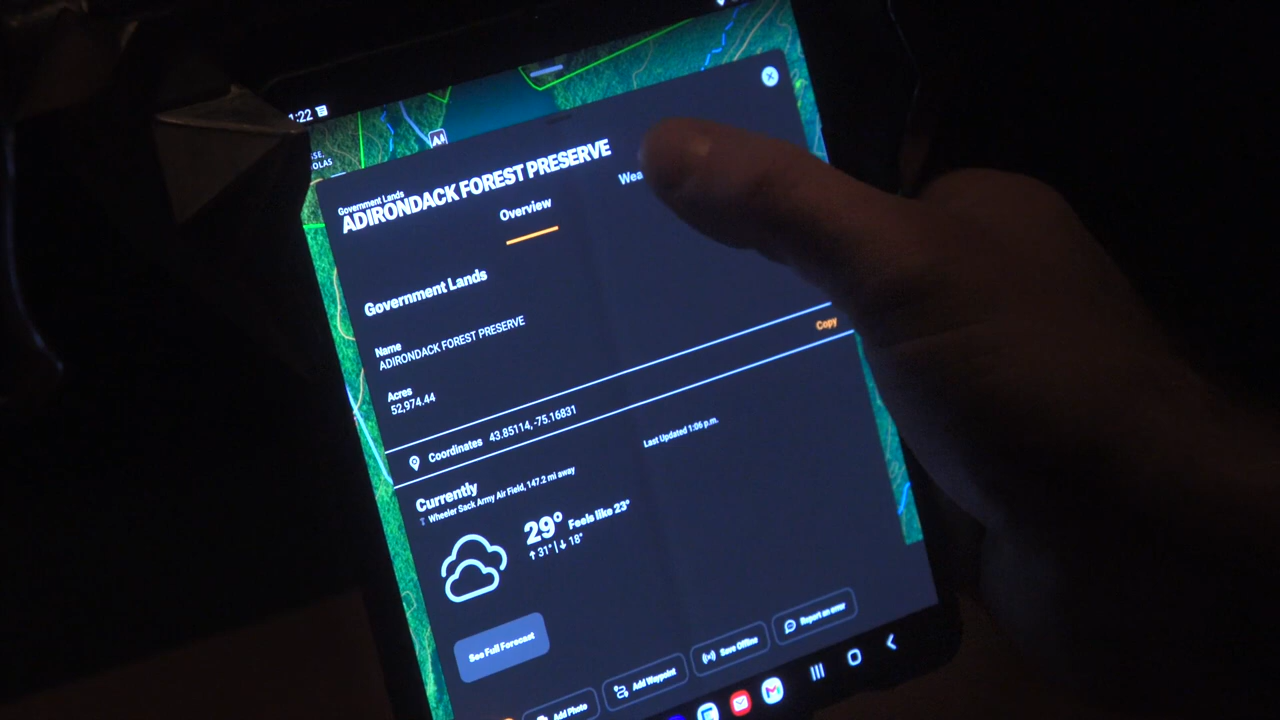 1:22
Government Lands
ADIRONDACK FOREST PRESERVE
Overview
Government Lands
Name
ADIRONDACK FOREST PRESERVE
Acres
52,974.44
Coordinates 43.85114, -75.16831
Copy
Currently
Last Updated 1:06 p.m.
Wheeler Sack Army Air Field, 147.2 mi away
29° Feels like 23°
↑ 31° | ↓ 18°
See Full Forecast
Add Photo
Add Waypoint
Save Offline
Report an error